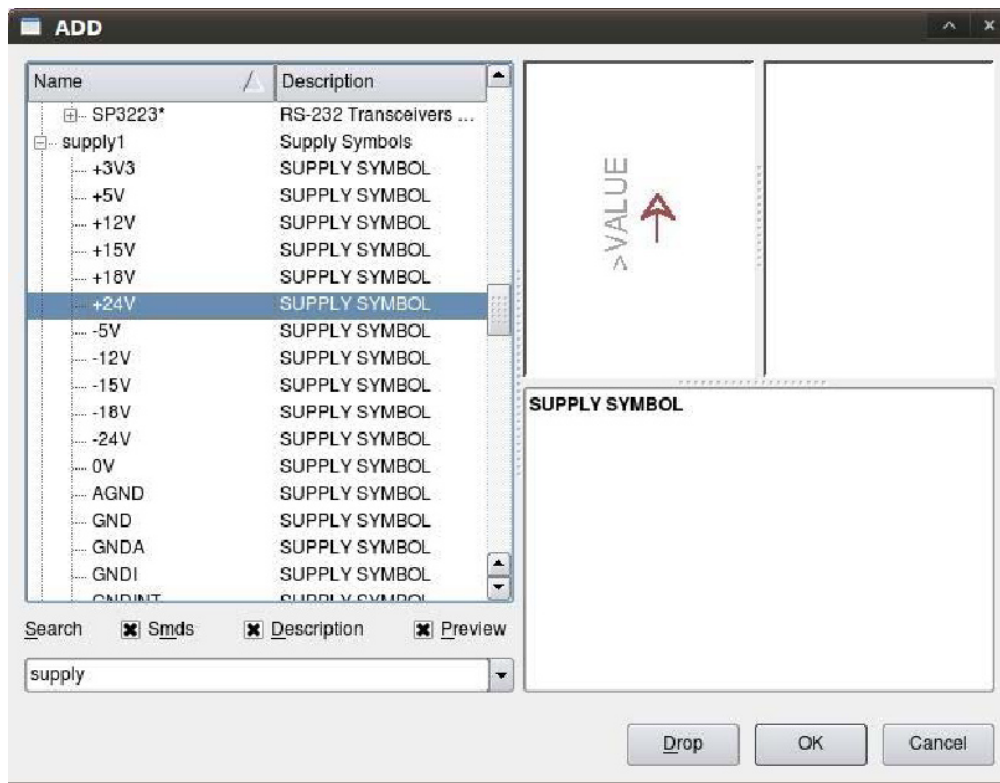 ADD
Name Description
SP3223* RS-232 Transceivers ...
supply1 Supply Symbols
+3V3 SUPPLY SYMBOL
+5V SUPPLY SYMBOL
+12V SUPPLY SYMBOL
+15V SUPPLY SYMBOL
+18V SUPPLY SYMBOL
+24V SUPPLY SYMBOL
-5V SUPPLY SYMBOL
-12V SUPPLY SYMBOL
-15V SUPPLY SYMBOL
-18V SUPPLY SYMBOL
-24V SUPPLY SYMBOL
0V SUPPLY SYMBOL
AGND SUPPLY SYMBOL
GND SUPPLY SYMBOL
GNDA SUPPLY SYMBOL
GNDI SUPPLY SYMBOL
GNDINT SUPPLY SYMBOL
Search Smds Description Preview
supply
>VALUE
SUPPLY SYMBOL
Drop OK Cancel